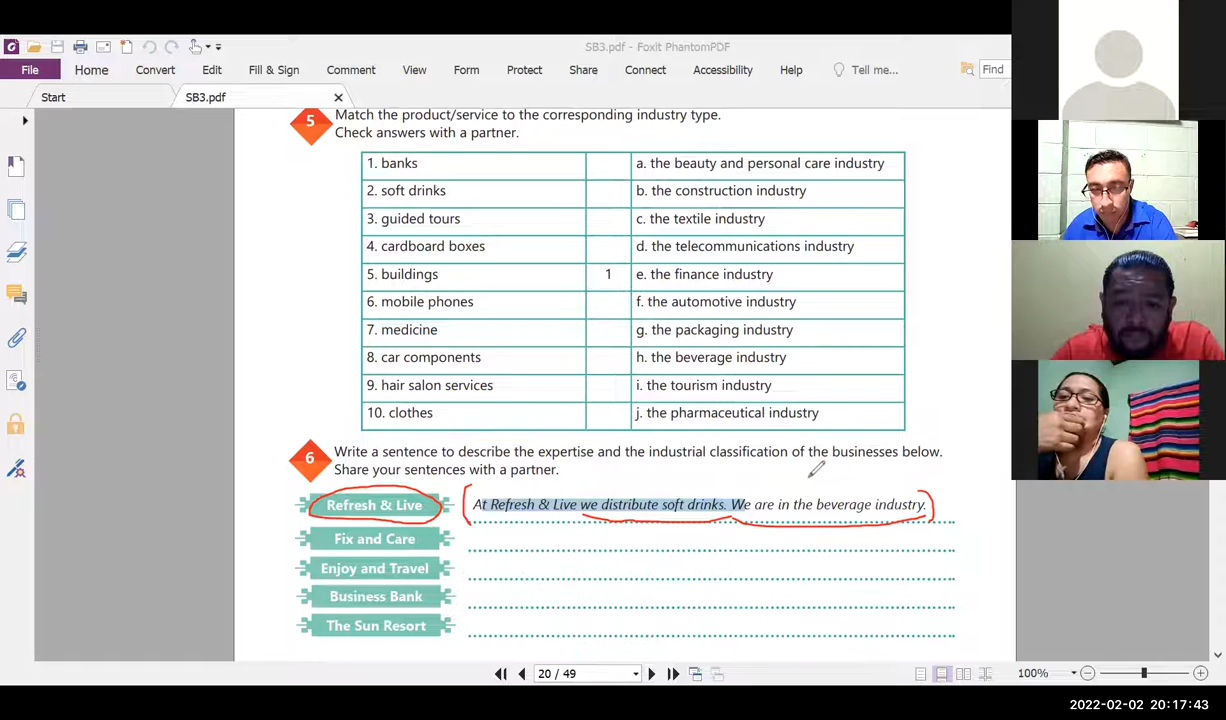 SB3.pdf - Foxit PhantomPDF
File Home Convert Edit Fill & Sign Comment View Form Protect Share Connect Accessibility Help Tell me... Find
Start SB3.pdf
5 Match the product/service to the corresponding industry type.
Check answers with a partner.
1. banks a. the beauty and personal care industry
2. soft drinks b. the construction industry
3. guided tours c. the textile industry
4. cardboard boxes d. the telecommunications industry
5. buildings 1 e. the finance industry
6. mobile phones f. the automotive industry
7. medicine g. the packaging industry
8. car components h. the beverage industry
9. hair salon services i. the tourism industry
10. clothes j. the pharmaceutical industry
6 Write a sentence to describe the expertise and the industrial classification of the businesses below.
Share your sentences with a partner.
Refresh & Live At Refresh & Live we distribute soft drinks. We are in the beverage industry.
Fix and Care
Enjoy and Travel
Business Bank
The Sun Resort
20 / 49 100%
2022-02-02 20:17:43